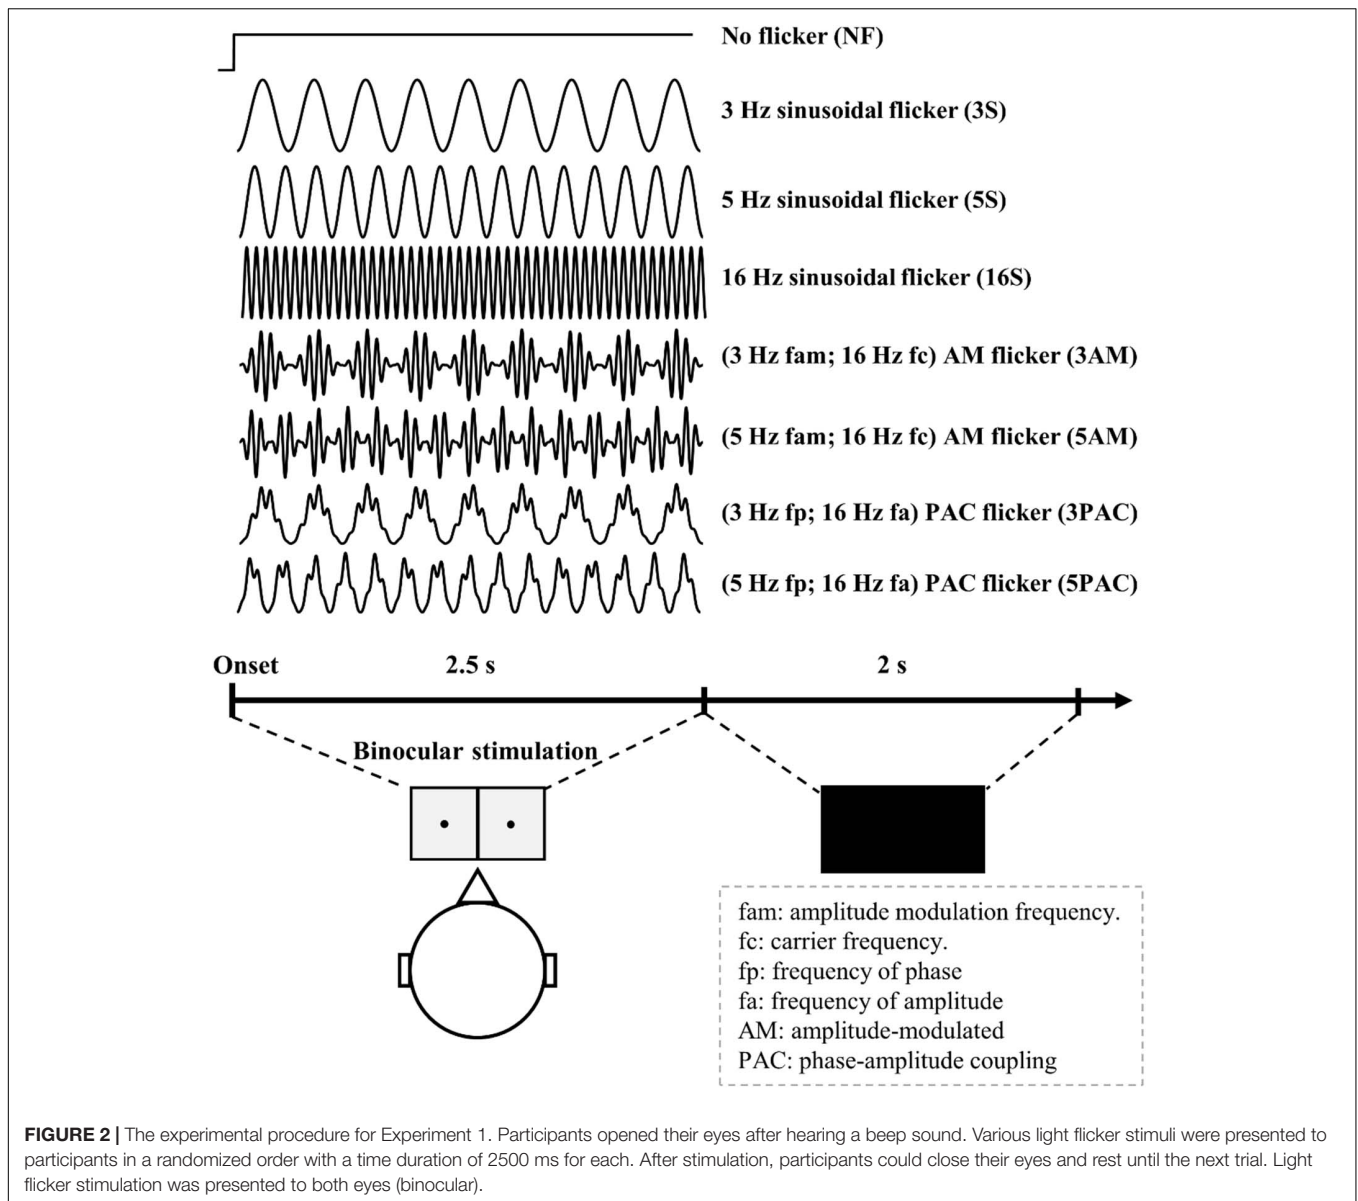 No flicker (NF)
3 Hz sinusoidal flicker (3S)
5 Hz sinusoidal flicker (5S)
16 Hz sinusoidal flicker (16S)
(3 Hz fam; 16 Hz fc) AM flicker (3AM)
(5 Hz fam; 16 Hz fc) AM flicker (5AM)
(3 Hz fp; 16 Hz fa) PAC flicker (3PAC)
(5 Hz fp; 16 Hz fa) PAC flicker (5PAC)
Onset 2.5 s 2 s
Binocular stimulation
fam: amplitude modulation frequency.
fc: carrier frequency.
fp: frequency of phase
fa: frequency of amplitude
AM: amplitude-modulated
PAC: phase-amplitude coupling
FIGURE 2 | The experimental procedure for Experiment 1. Participants opened their eyes after hearing a beep sound. Various light flicker stimuli were presented to
participants in a randomized order with a time duration of 2500 ms for each. After stimulation, participants could close their eyes and rest until the next trial. Light
flicker stimulation was presented to both eyes (binocular).